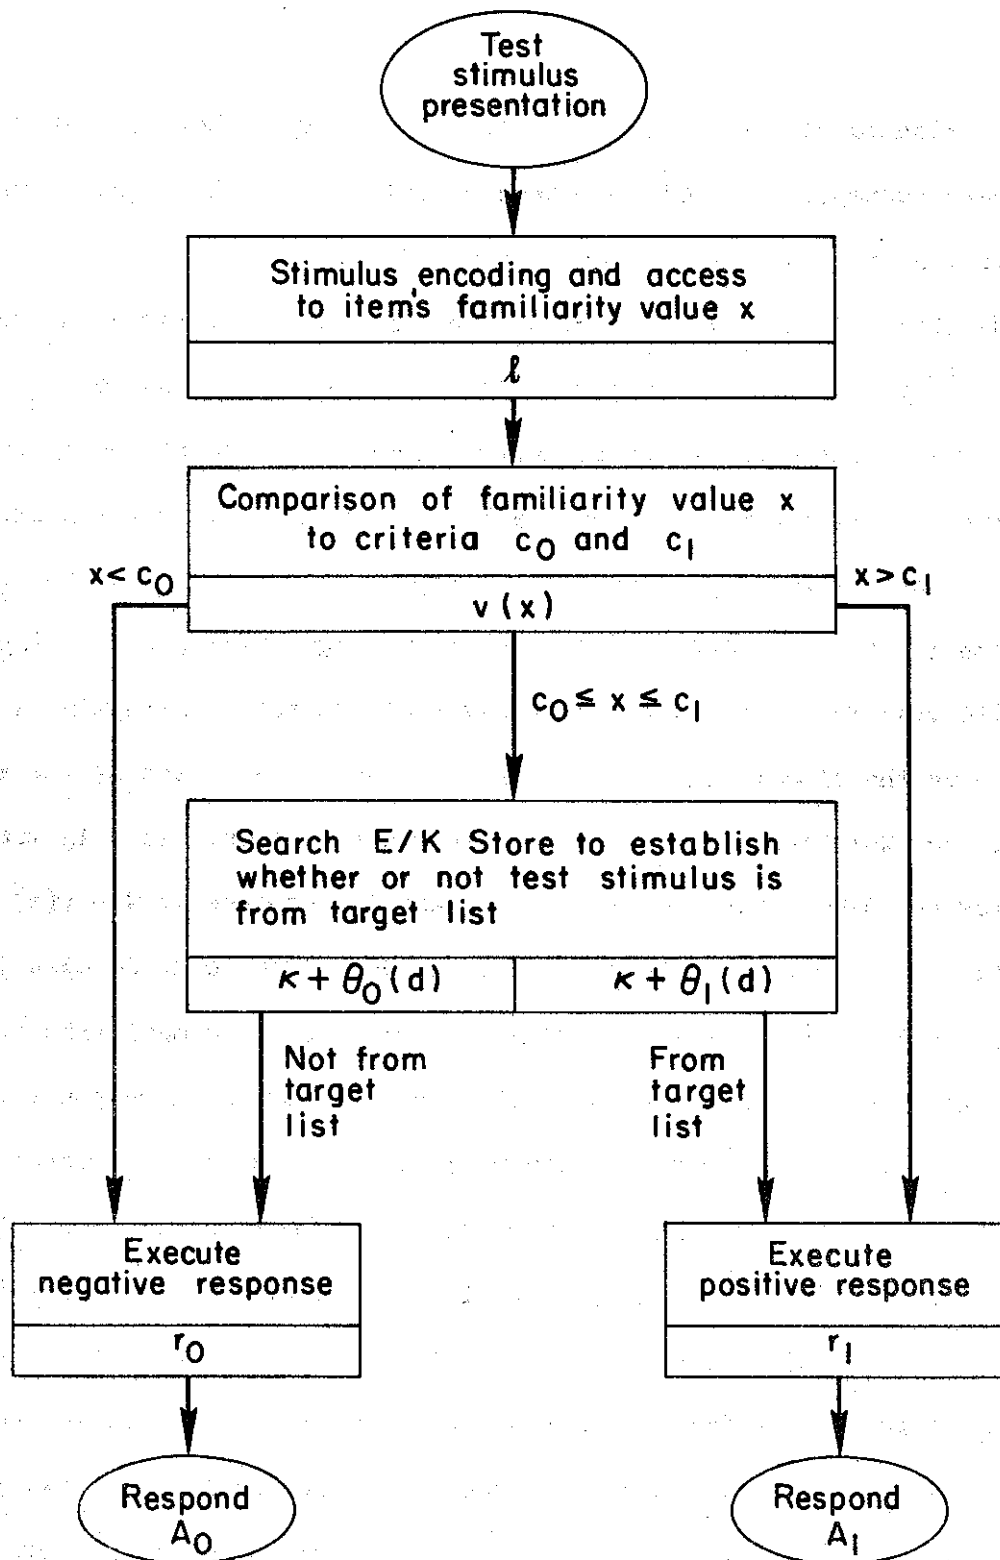 Test
stimulus
presentation
Stimulus encoding and access
to item's familiarity value x
ℓ
Comparison of familiarity value x
to criteria c₀ and c₁
x < c₀
x > c₁
v (x)
c₀ ≤ x ≤ c₁
Search E/K Store to establish
whether or not test stimulus is
from target list
κ + θ₀(d)
κ + θ₁(d)
Not from
target
list
From
target
list
Execute
negative response
r₀
Execute
positive response
r₁
Respond
A₀
Respond
A₁